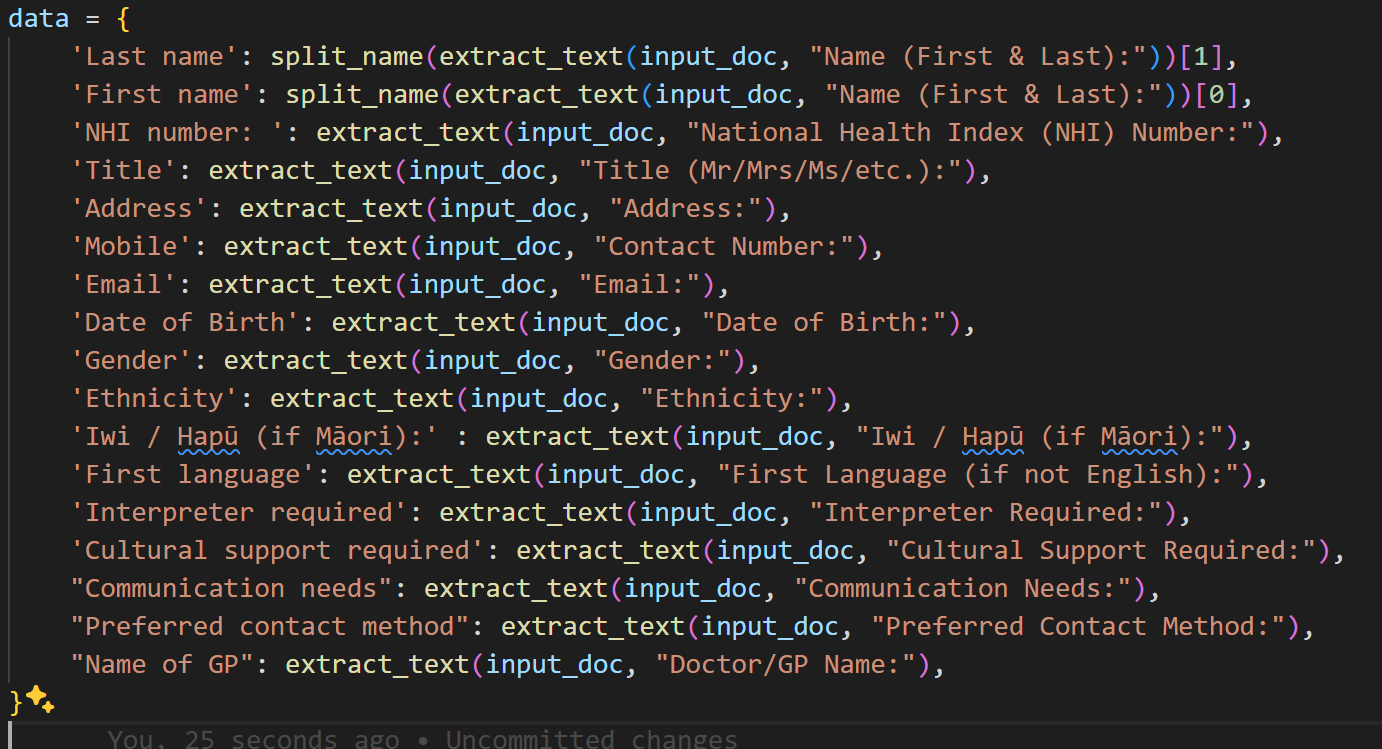 data = {
    'Last name': split_name(extract_text(input_doc, "Name (First & Last):"))[1],
    'First name': split_name(extract_text(input_doc, "Name (First & Last):"))[0],
    'NHI number: ': extract_text(input_doc, "National Health Index (NHI) Number:"),
    'Title': extract_text(input_doc, "Title (Mr/Mrs/Ms/etc.):"),
    'Address': extract_text(input_doc, "Address:"),
    'Mobile': extract_text(input_doc, "Contact Number:"),
    'Email': extract_text(input_doc, "Email:"),
    'Date of Birth': extract_text(input_doc, "Date of Birth:"),
    'Gender': extract_text(input_doc, "Gender:"),
    'Ethnicity': extract_text(input_doc, "Ethnicity:"),
    'Iwi / Hapū (if Māori):' : extract_text(input_doc, "Iwi / Hapū (if Māori):"),
    'First language': extract_text(input_doc, "First Language (if not English):"),
    'Interpreter required': extract_text(input_doc, "Interpreter Required:"),
    'Cultural support required': extract_text(input_doc, "Cultural Support Required:"),
    "Communication needs": extract_text(input_doc, "Communication Needs:"),
    "Preferred contact method": extract_text(input_doc, "Preferred Contact Method:"),
    "Name of GP": extract_text(input_doc, "Doctor/GP Name:"),
}
You, 25 seconds ago • Uncommitted changes